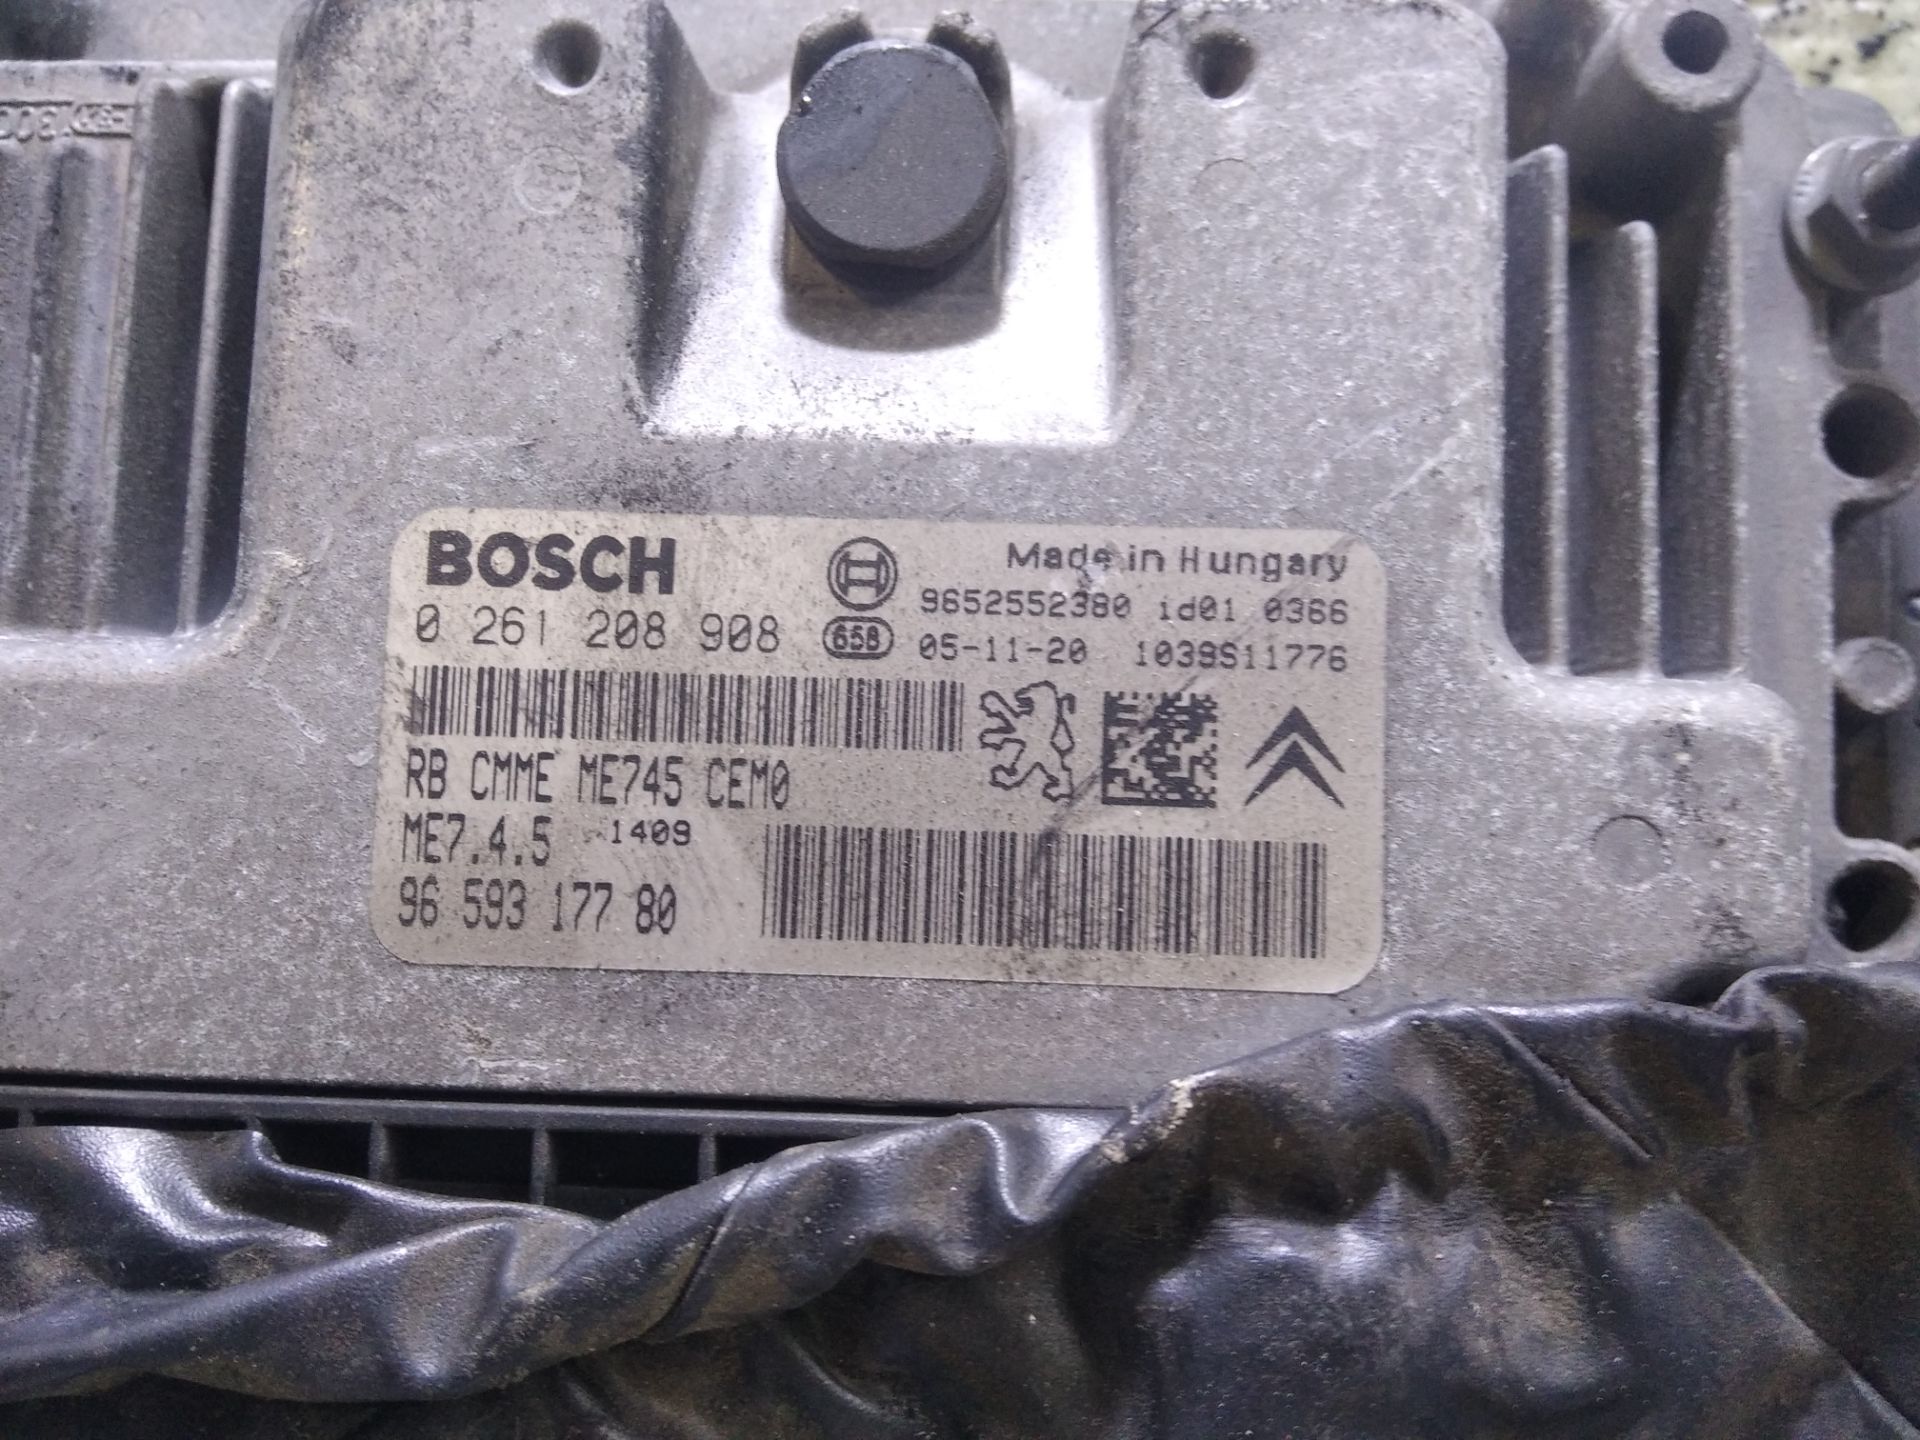 BOSCH
Made in Hungary
9652552380 id01 0366
0 261 208 908
658
05-11-20 1039S11776
RB CMME ME745 CEM0
ME7.4.5 1409
96 593 177 80